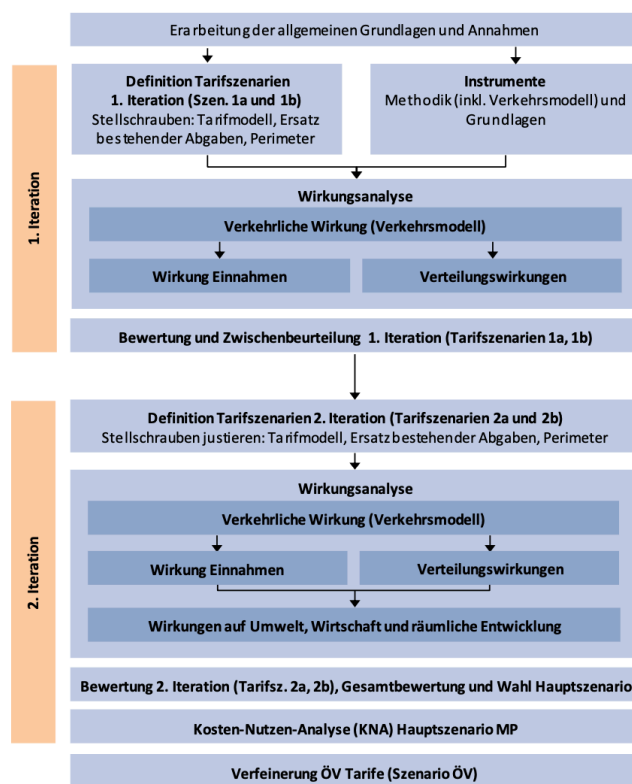 Erarbeitung der allgemeinen Grundlagen und Annahmen
1. Iteration
Definition Tarifszenarien
1. Iteration (Szen. 1a und 1b)
Stellschrauben: Tarifmodell, Ersatz
bestehender Abgaben, Perimeter
Instrumente
Methodik (inkl. Verkehrsmodell) und
Grundlagen
Wirkungsanalyse
Verkehrliche Wirkung (Verkehrsmodell)
Wirkung Einnahmen
Verteilungswirkungen
Bewertung und Zwischenbeurteilung 1. Iteration (Tarifszenarien 1a, 1b)
2. Iteration
Definition Tarifszenarien 2. Iteration (Tarifszenarien 2a und 2b)
Stellschrauben justieren: Tarifmodell, Ersatz bestehender Abgaben, Perimeter
Wirkungsanalyse
Verkehrliche Wirkung (Verkehrsmodell)
Wirkung Einnahmen
Verteilungswirkungen
Wirkungen auf Umwelt, Wirtschaft und räumliche Entwicklung
Bewertung 2. Iteration (Tarifsz. 2a, 2b), Gesamtbewertung und Wahl Hauptszenario
Kosten-Nutzen-Analyse (KNA) Hauptszenario MP
Verfeinerung ÖV Tarife (Szenario ÖV)